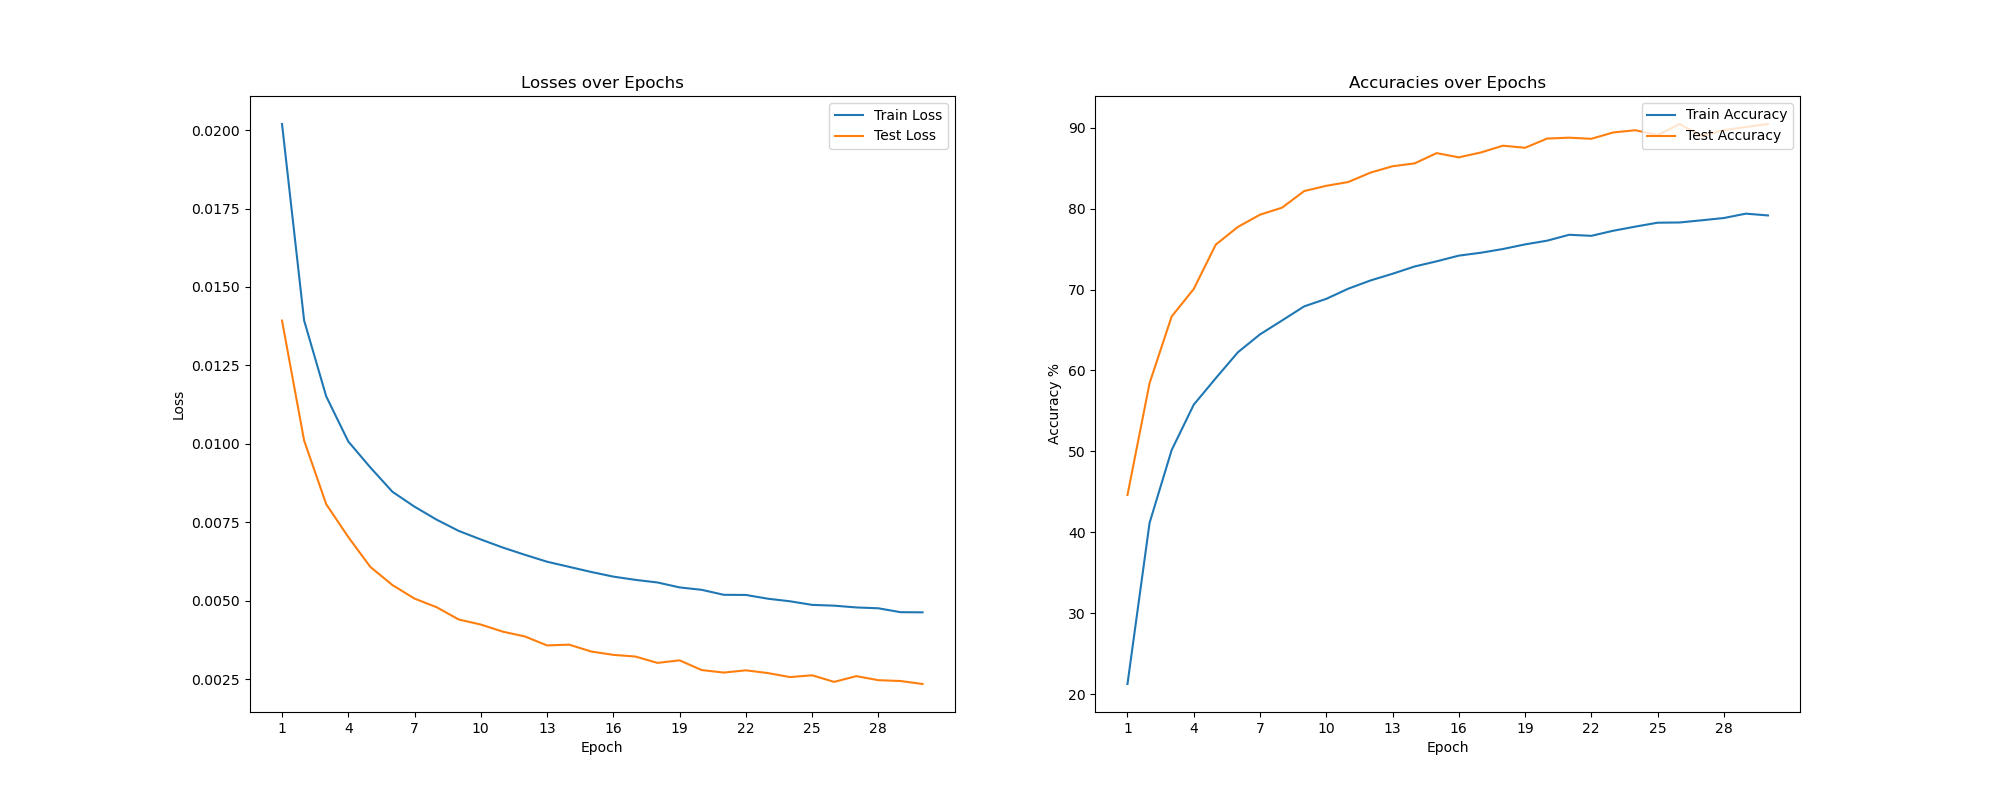 Losses over Epochs
Train Loss
Test Loss
0.0200
0.0175
0.0150
0.0125
0.0100
0.0075
0.0050
0.0025
Loss
1 4 7 10 13 16 19 22 25 28
Epoch
Accuracies over Epochs
Train Accuracy
Test Accuracy
90
80
70
60
50
40
30
20
Accuracy %
1 4 7 10 13 16 19 22 25 28
Epoch